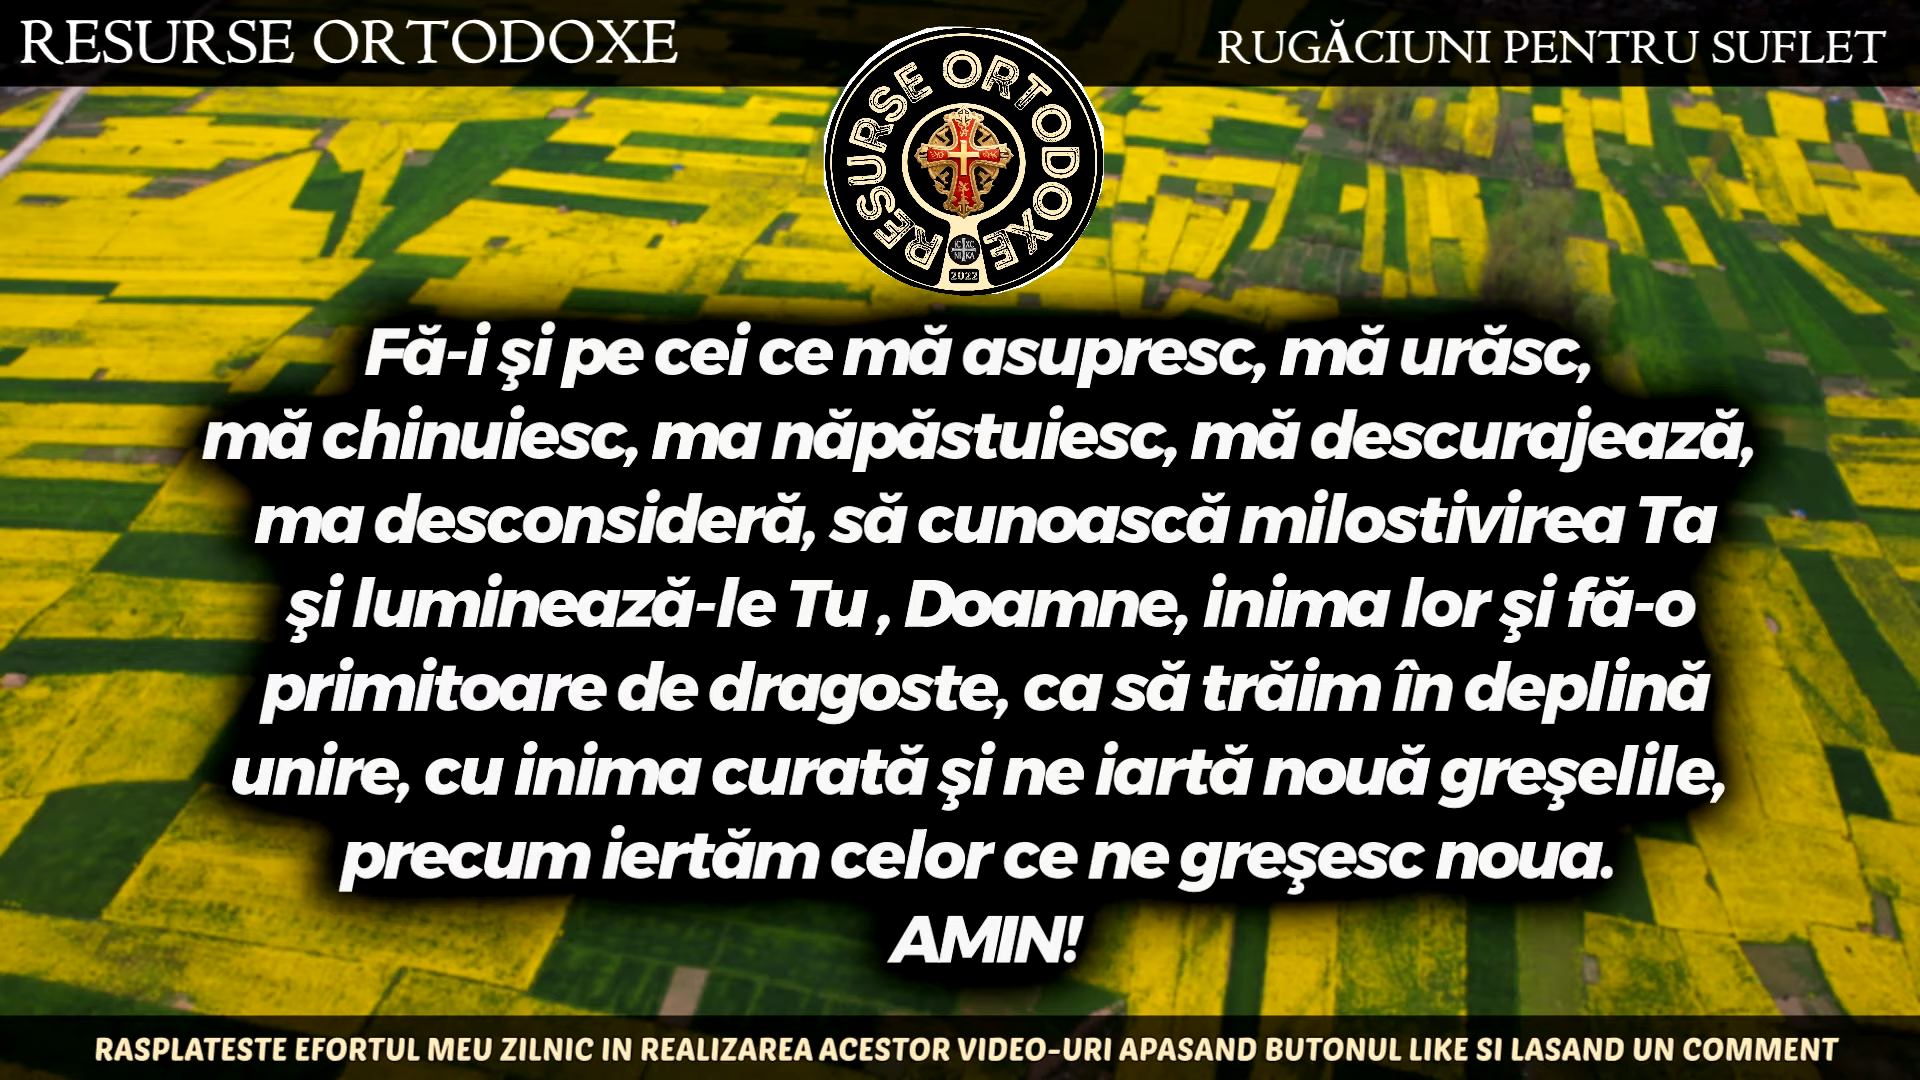 RESURSE ORTODOXE
RUGĂCIUNI PENTRU SUFLET
RESURSE ORTODOXE
IC XC
NI KA
2022
Fă-i şi pe cei ce mă asupresc, mă urăsc,
mă chinuiesc, ma năpăstuiesc, mă descurajează,
ma desconsideră, să cunoască milostivirea Ta
şi luminează-le Tu , Doamne, inima lor şi fă-o
primitoare de dragoste, ca să trăim în deplină
unire, cu inima curată şi ne iartă nouă greşelile,
precum iertăm celor ce ne greşesc noua.
AMIN!
RASPLATESTE EFORTUL MEU ZILNIC IN REALIZAREA ACESTOR VIDEO-URI APASAND BUTONUL LIKE SI LASAND UN COMMENT